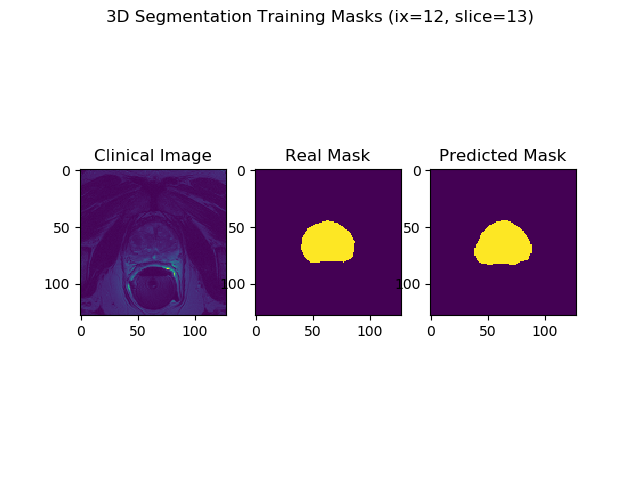 3D Segmentation Training Masks (ix=12, slice=13)
Clinical Image Real Mask Predicted Mask
0 0 0
50 50 50
100 100 100
0 50 100 0 50 100 0 50 100